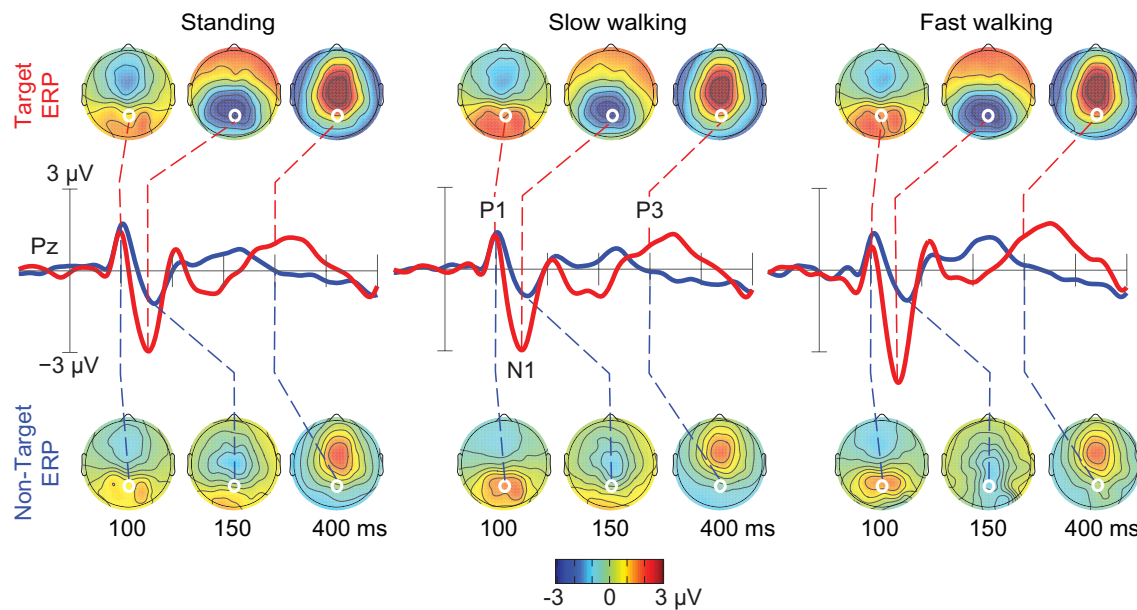 Standing
Slow walking
Fast walking
Target
ERP
3 µV
Pz
−3 µV
P1
P3
N1
Non-Target
ERP
100
150
400 ms
100
150
400 ms
100
150
400 ms
-3
0
3 µV